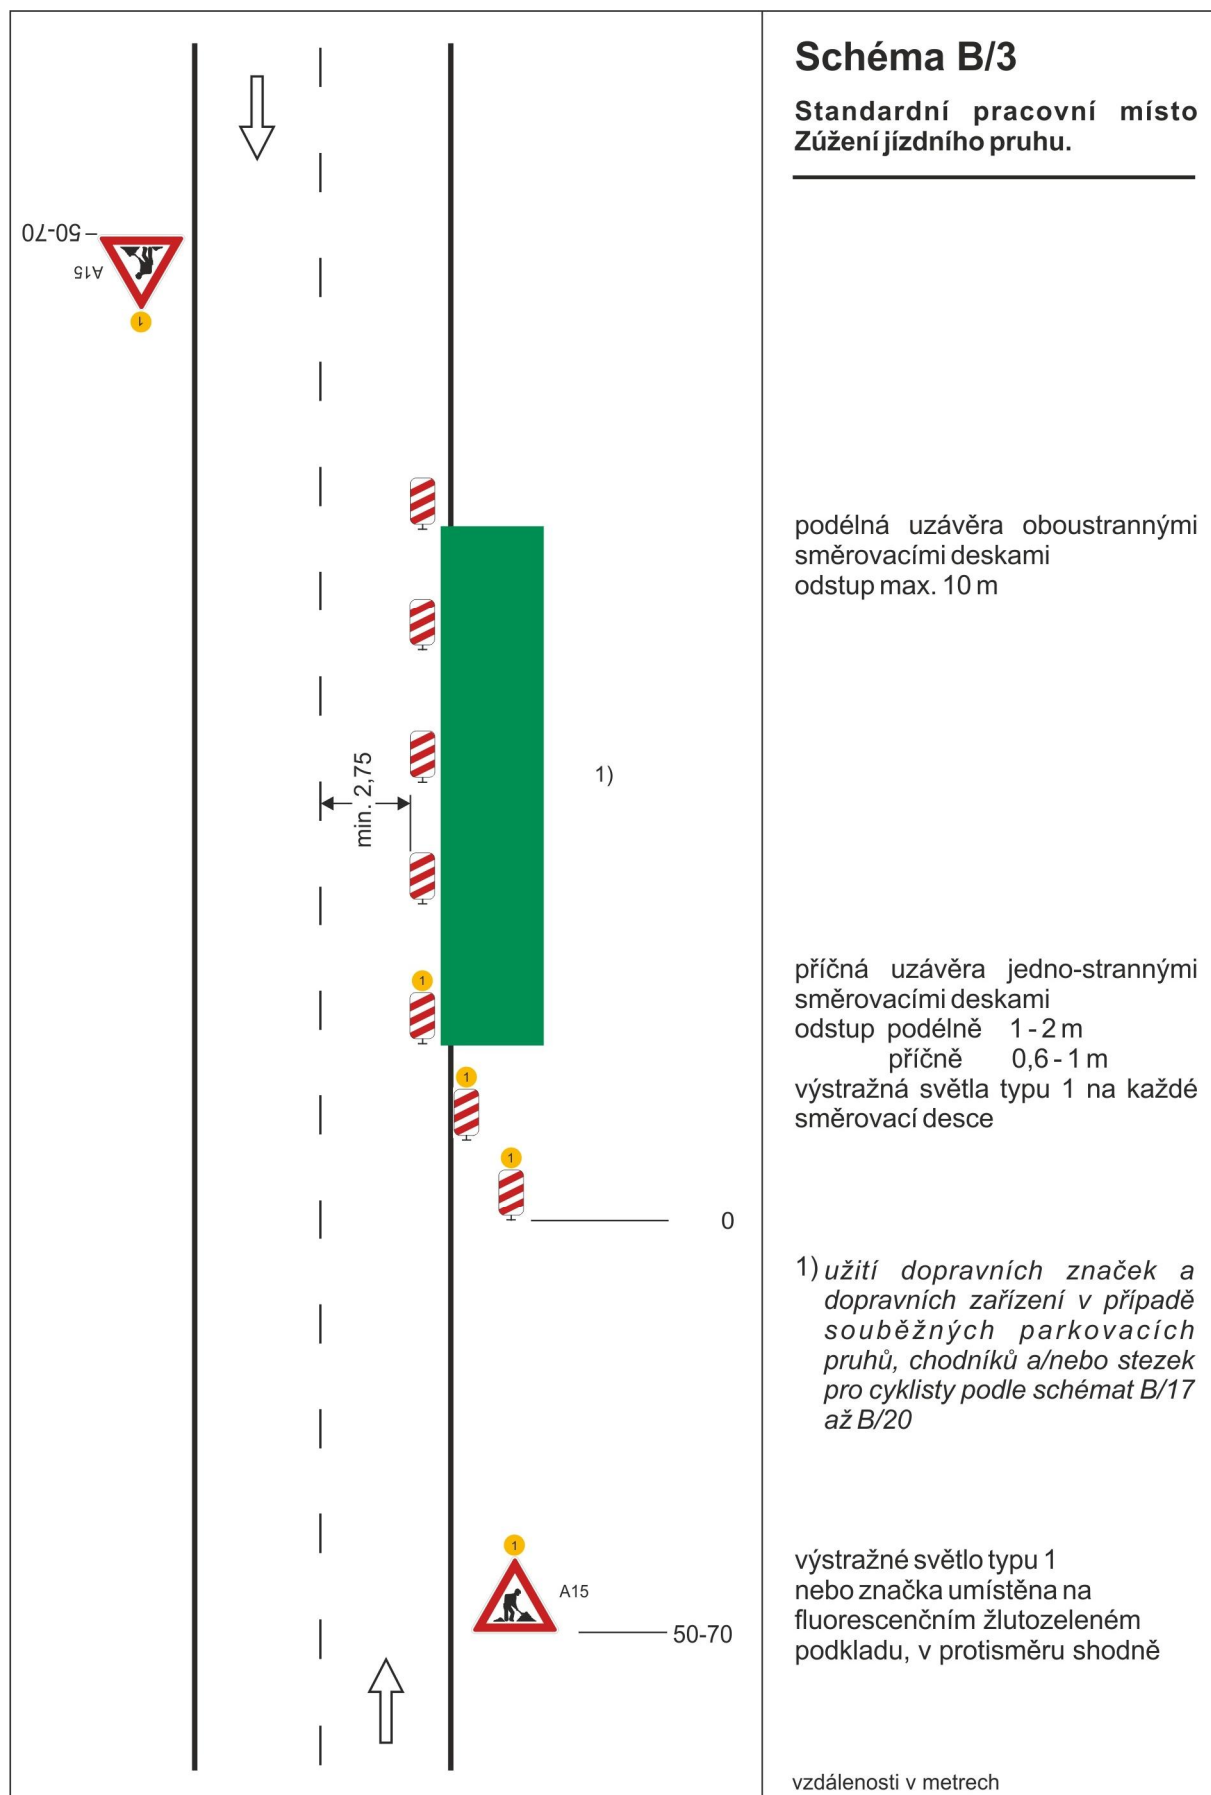 Schéma B/3
Standardní pracovní místo
Zúžení jízdního pruhu.
50-70
A15
1
podélná uzávěra oboustrannými
směrovacími deskami
odstup max. 10 m
min. 2,75
1)
příčná uzávěra jedno-strannými
směrovacími deskami
odstup podélně 1 - 2 m
příčně 0,6 - 1 m
výstražná světla typu 1 na každé
směrovací desce
1
1
1
0
1) užití dopravních značek a
dopravních zařízení v případě
souběžných parkovacích
pruhů, chodníků a/nebo stezek
pro cyklisty podle schémat B/17
až B/20
1
A15
50-70
výstražné světlo typu 1
nebo značka umístěna na
fluorescenčním žlutozeleném
podkladu, v protisměru shodně
vzdálenosti v metrech